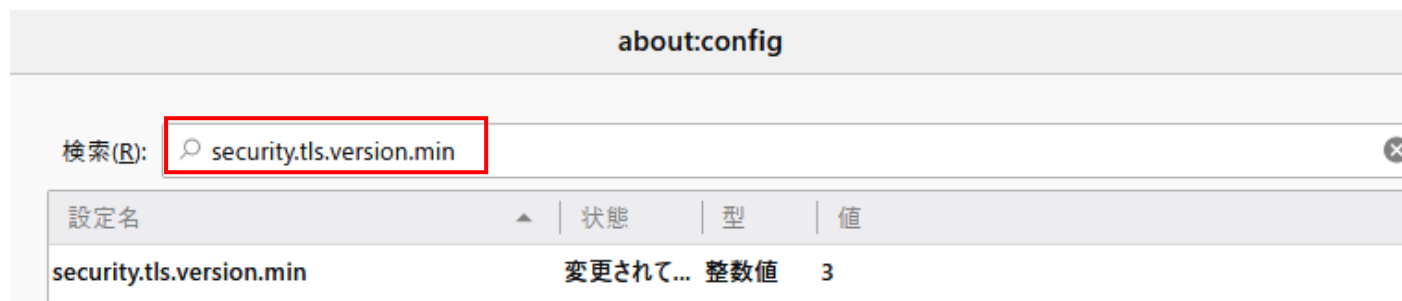 about:config
検索(R): security.tls.version.min
設定名 状態 型 値
security.tls.version.min 変更されて... 整数値 3